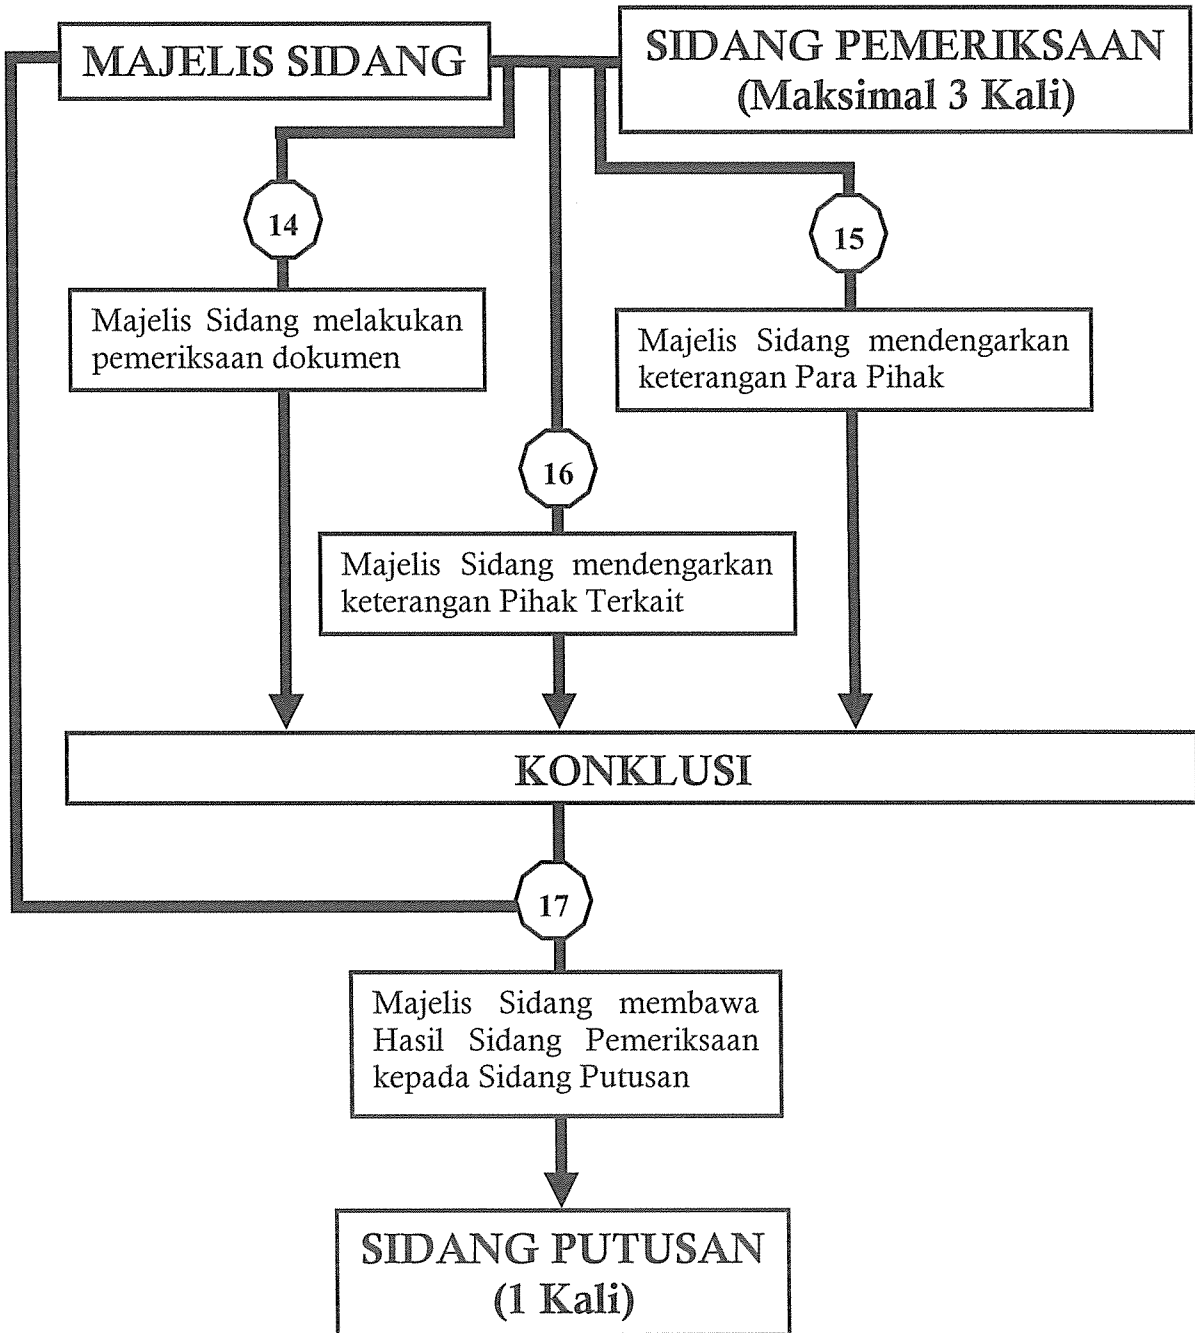 MAJELIS SIDANG
SIDANG PEMERIKSAAN
(Maksimal 3 Kali)
14
15
Majelis Sidang melakukan
pemeriksaan dokumen
Majelis Sidang mendengarkan
keterangan Para Pihak
16
Majelis Sidang mendengarkan
keterangan Pihak Terkait
KONKLUSI
17
Majelis Sidang membawa
Hasil Sidang Pemeriksaan
kepada Sidang Putusan
SIDANG PUTUSAN
(1 Kali)